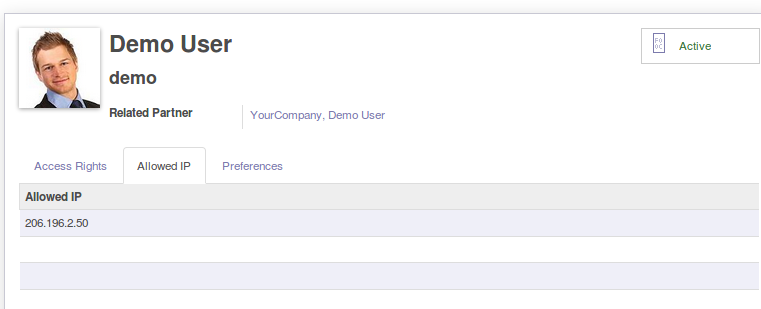 Demo User
Active
demo
Related Partner YourCompany, Demo User
Access Rights Allowed IP Preferences
Allowed IP
206.196.2.50